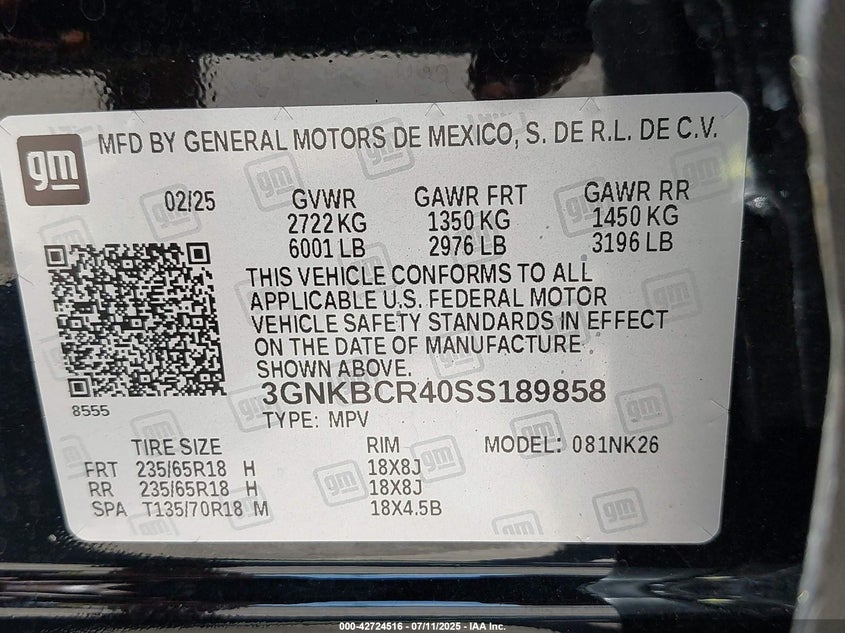 gm
MFD BY GENERAL MOTORS DE MEXICO, S. DE R.L. DE C.V.
02/25 GVWR GAWR FRT GAWR RR
2722 KG 1350 KG 1450 KG
6001 LB 2976 LB 3196 LB
THIS VEHICLE CONFORMS TO ALL
APPLICABLE U.S. FEDERAL MOTOR
VEHICLE SAFETY STANDARDS IN EFFECT
ON THE DATE OF MANUFACTURE
SHOWN ABOVE.
3GNKBCR40SS189858
8555
TYPE: MPV
TIRE SIZE RIM MODEL: 081NK26
FRT 235/65R18 H 18X8J
RR 235/65R18 H 18X8J
SPA T135/70R18 M 18X4.5B
000-42724516 - 07/11/2025 - IAA Inc.